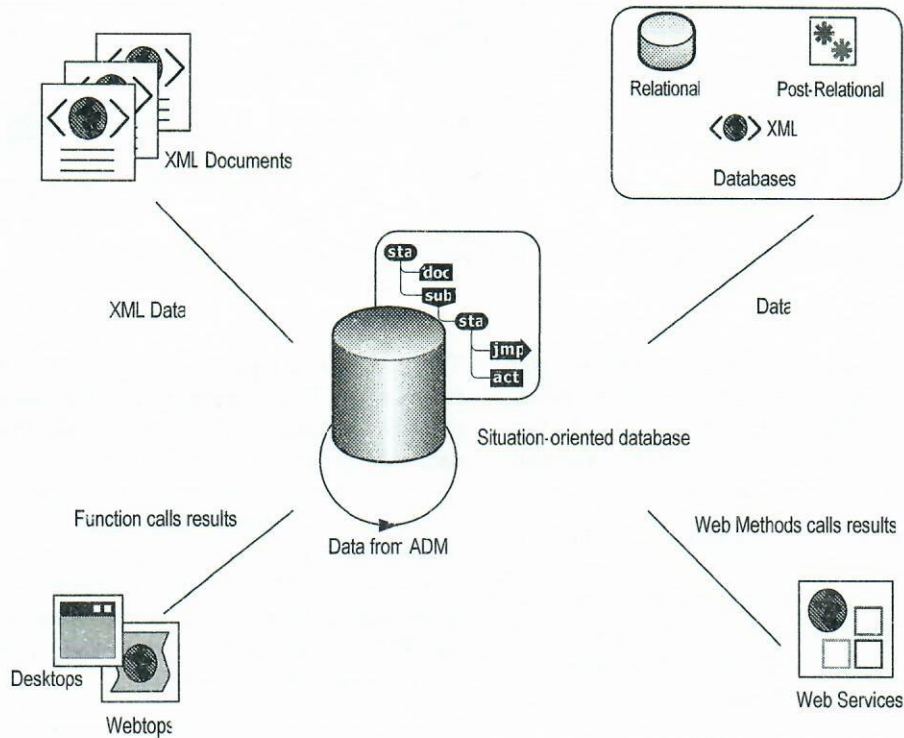 Relational
Post-Relational
XML
Databases
XML Documents
XML Data
Data
sta
doc
sub
sta
jmp
act
Situation-oriented database
Function calls results
Data from ADM
Web Methods calls results
Desktops
Webtops
Web Services